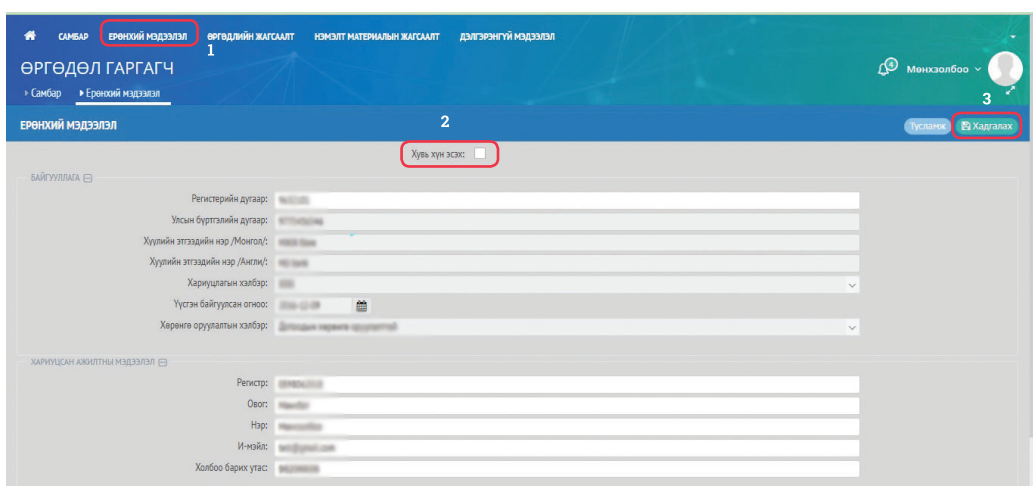 САМБАР ЕРӨНХИЙ МЭДЭЭЛЭЛ ӨРГӨДЛИЙН ЖАГСААЛТ НЭМЭЛТ МАТЕРИАЛЫН ЖАГСААЛТ ДЭЛГЭРЭНГҮЙ МЭДЭЭЛЭЛ
1
ӨРГӨДӨЛ ГАРГАГЧ
4 Мөнхзолбоо
Самбар Ерөнхий мэдээлэл
3
ЕРӨНХИЙ МЭДЭЭЛЭЛ
2
Тусламж Хадгалах
Хувь хүн эсэх:
БАЙГУУЛЛАГА
Регистерийн дугаар:
Улсын бүртгэлийн дугаар:
Хуулийн этгээдийн нэр /Монгол/:
Хуулийн этгээдийн нэр /Англи/:
Хариуцлагын хэлбэр:
Үүсгэн байгуулсан огноо:
Хөрөнгө оруулалтын хэлбэр:
ХАРИУЦСАН АЖИЛТНЫ МЭДЭЭЛЭЛ
Регистр:
Овог:
Нэр:
И-мэйл:
Холбоо барих утас: